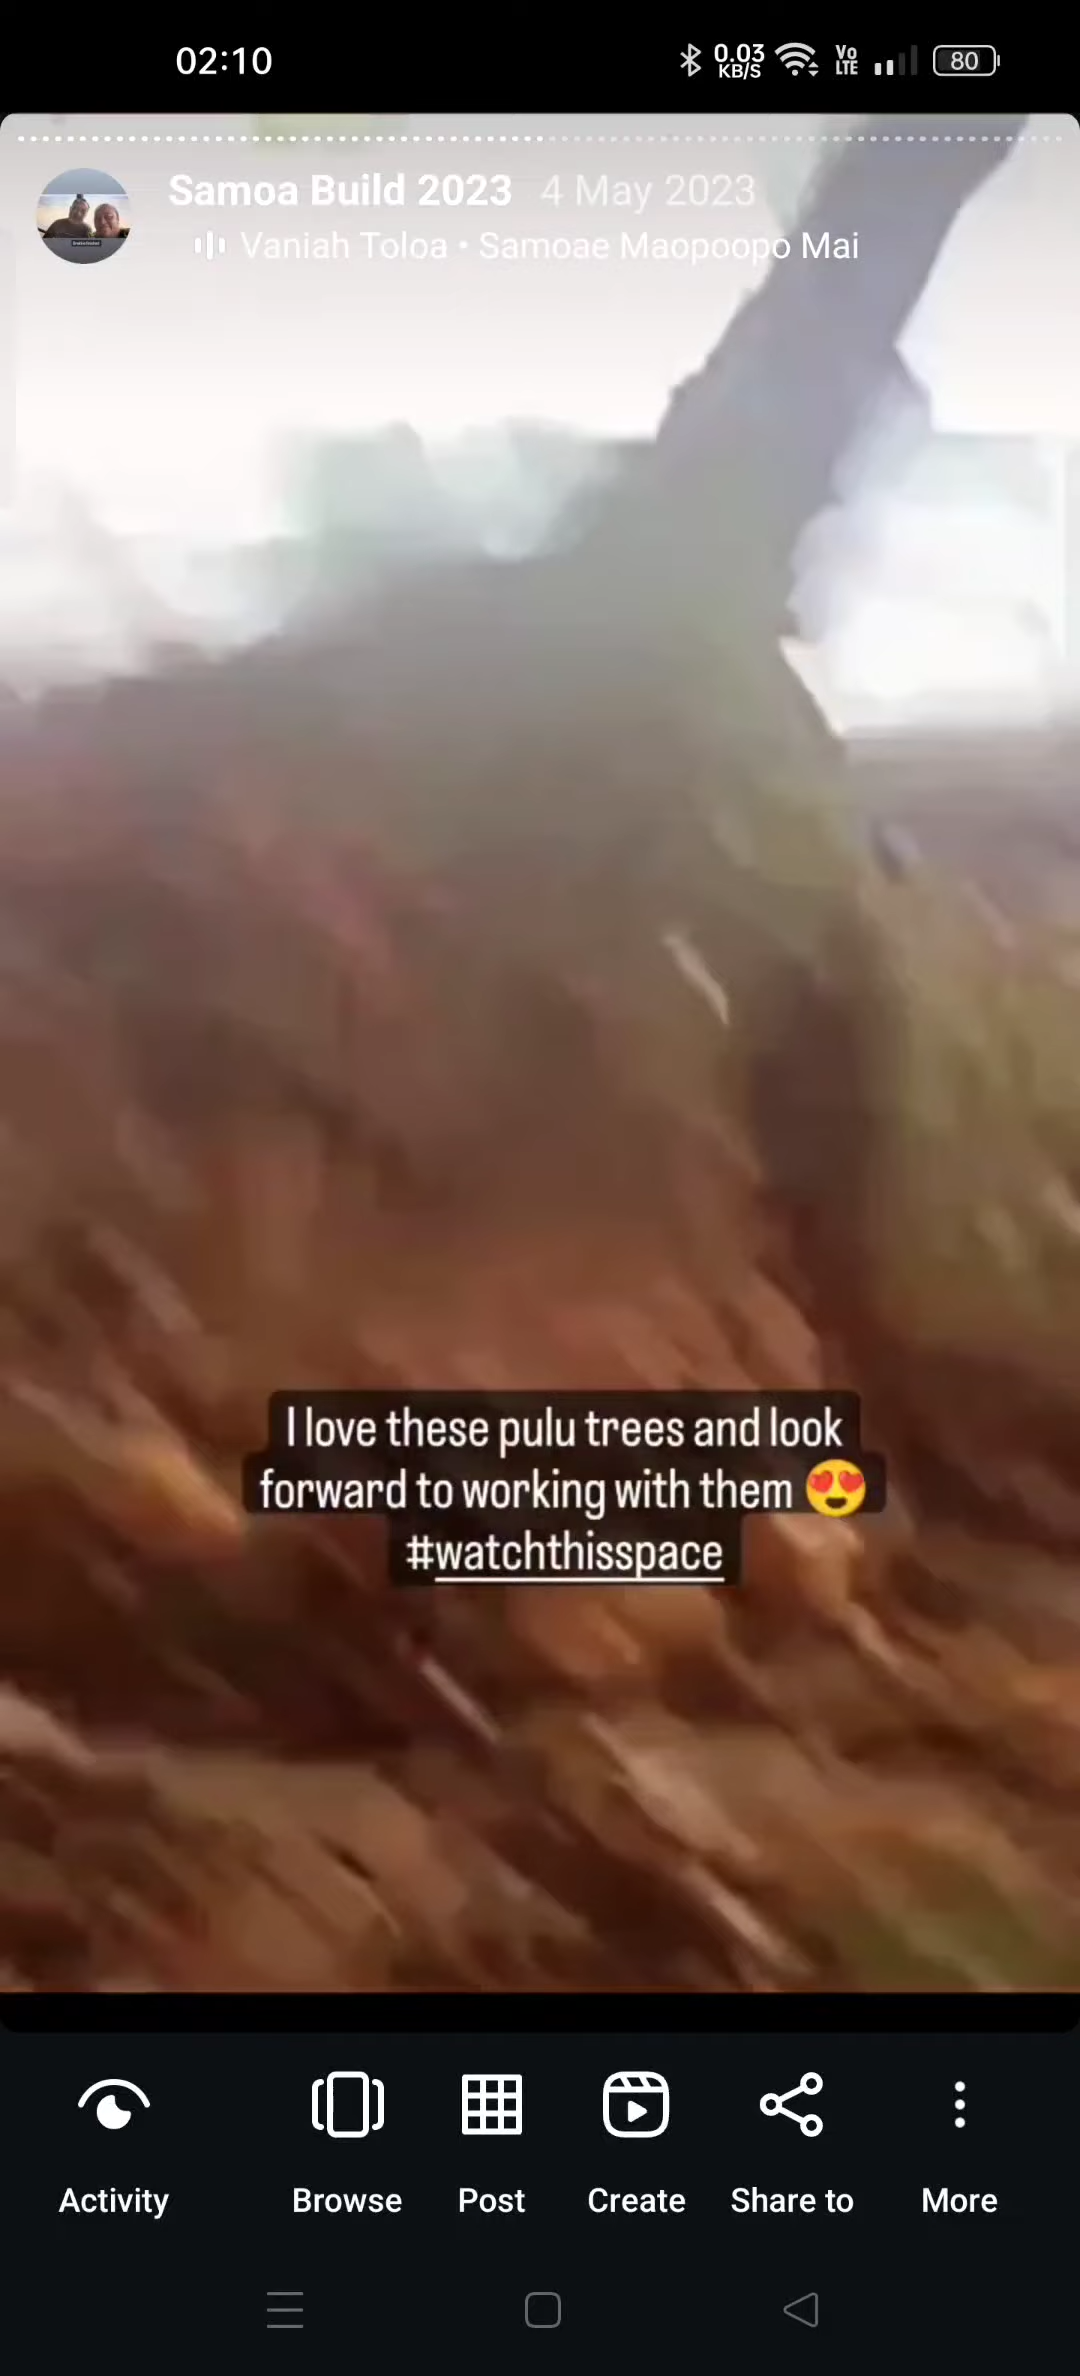 02:10
0.03 KB/S
Vo LTE
80
Samoa Build 2023 4 May 2023
Vaniah Toloa • Samoae Maopoopo Mai
I love these pulu trees and look
forward to working with them 😍
#watchthisspace
Activity
Browse
Post
Create
Share to
More